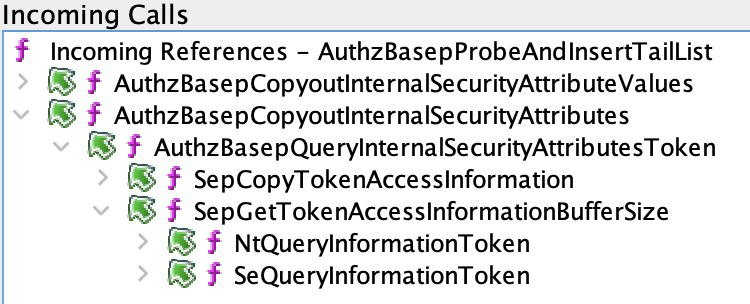 Incoming Calls
Incoming References - AuthzBasepProbeAndInsertTailList
AuthzBasepCopyoutInternalSecurityAttributeValues
AuthzBasepCopyoutInternalSecurityAttributes
AuthzBasepQueryInternalSecurityAttributesToken
SepCopyTokenAccessInformation
SepGetTokenAccessInformationBufferSize
NtQueryInformationToken
SeQueryInformationToken